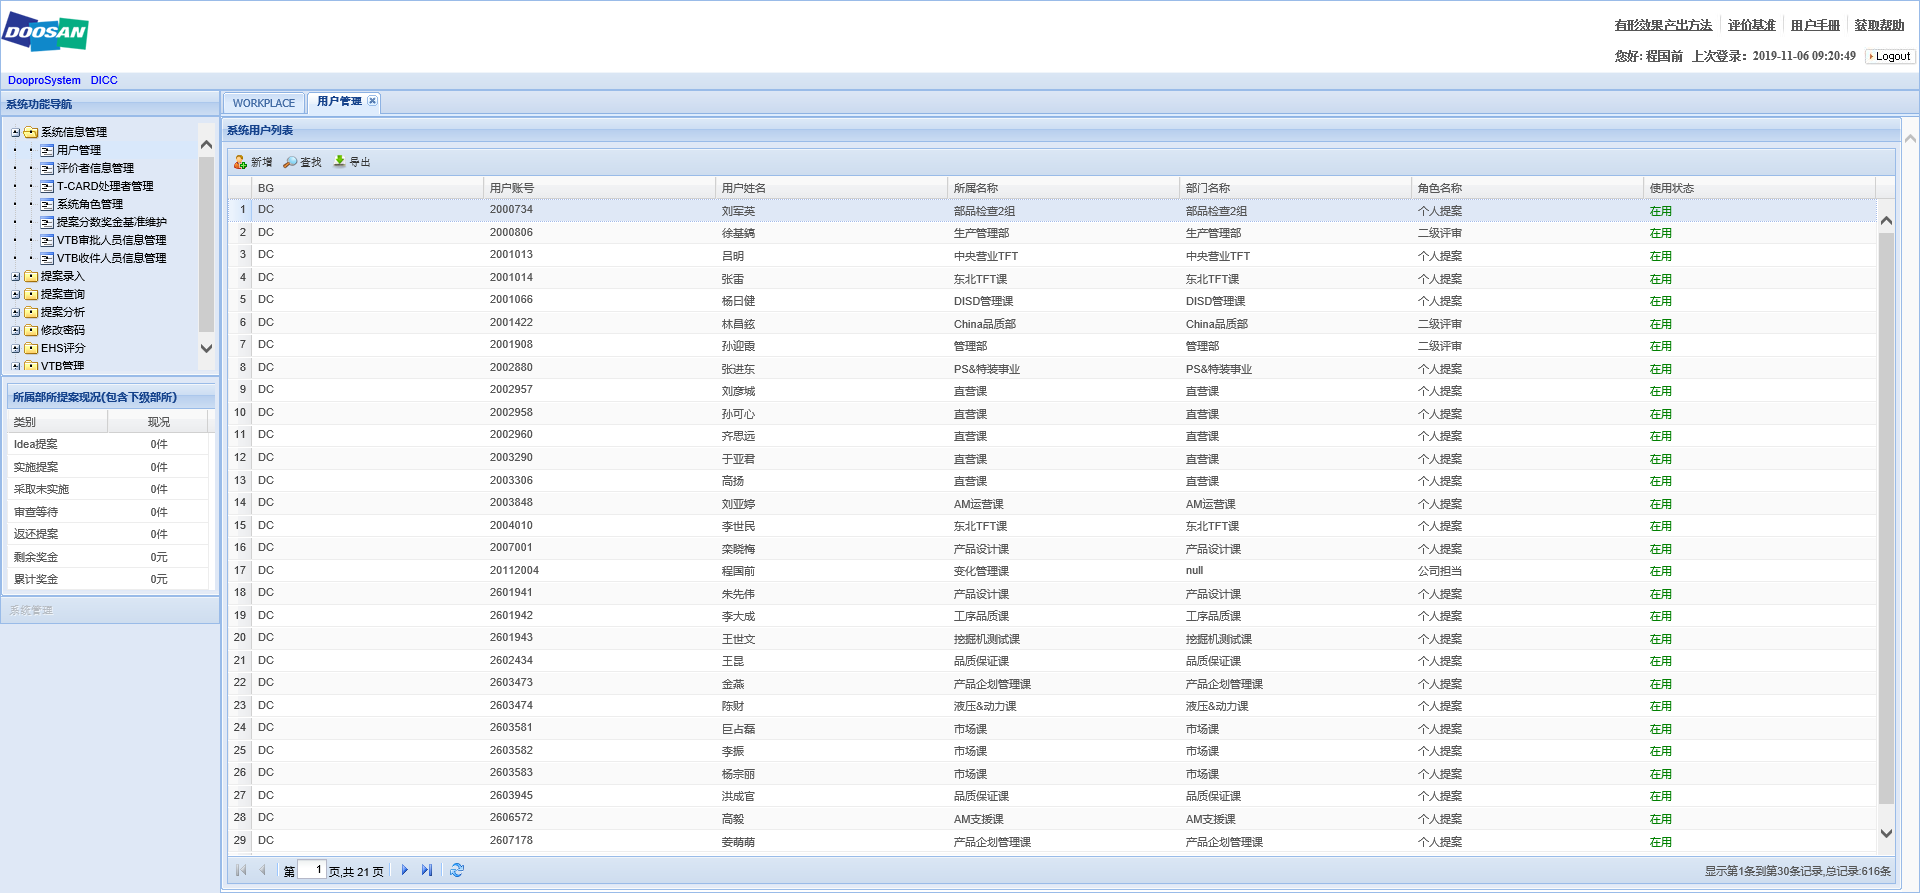 DOOSAN
有形效果产出方法 评价基准 用户手册 获取帮助
您好: 程国前 上次登录: 2019-11-06 09:20:49 Logout
DooproSystem DICC
系统功能导航
系统信息管理
用户管理
评价者信息管理
T-CARD处理者管理
系统角色管理
提案分数奖金基准维护
VTB审批人员信息管理
VTB收件人员信息管理
提案录入
提案查询
提案分析
修改密码
EHS评分
VTB管理
所属部所提案现况(包含下级部所)
类别 现况
Idea提案 0件
实施提案 0件
采取未实施 0件
审查等待 0件
返还提案 0件
剩余奖金 0元
累计奖金 0元
系统管理
WORKPLACE 用户管理
系统用户列表
新增 查找 导出
BG 用户账号 用户姓名 所属名称 部门名称 角色名称 使用状态
1 DC 2000734 刘军英 部品检查2组 部品检查2组 个人提案 在用
2 DC 2000806 徐基鎬 生产管理部 生产管理部 二级评审 在用
3 DC 2001013 吕明 中央营业TFT 中央营业TFT 个人提案 在用
4 DC 2001014 张雷 东北TFT课 东北TFT课 个人提案 在用
5 DC 2001066 杨日健 DISD管理课 DISD管理课 个人提案 在用
6 DC 2001422 林昌鉉 China品质部 China品质部 二级评审 在用
7 DC 2001908 孙迎霞 管理部 管理部 二级评审 在用
8 DC 2002880 张进东 PS&特装事业 PS&特装事业 个人提案 在用
9 DC 2002957 刘彦城 直营课 直营课 个人提案 在用
10 DC 2002958 孙可心 直营课 直营课 个人提案 在用
11 DC 2002960 齐思远 直营课 直营课 个人提案 在用
12 DC 2003290 于亚君 直营课 直营课 个人提案 在用
13 DC 2003306 高扬 直营课 直营课 个人提案 在用
14 DC 2003848 刘亚婷 AM运营课 AM运营课 个人提案 在用
15 DC 2004010 李世民 东北TFT课 东北TFT课 个人提案 在用
16 DC 2007001 栾晓梅 产品设计课 产品设计课 个人提案 在用
17 DC 20112004 程国前 变化管理课 null 公司担当 在用
18 DC 2601941 朱先伟 产品设计课 产品设计课 个人提案 在用
19 DC 2601942 李大成 工序品质课 工序品质课 个人提案 在用
20 DC 2601943 王世文 挖掘机测试课 挖掘机测试课 个人提案 在用
21 DC 2602434 王昆 品质保证课 品质保证课 个人提案 在用
22 DC 2603473 金燕 产品企划管理课 产品企划管理课 个人提案 在用
23 DC 2603474 陈财 液压&动力课 液压&动力课 个人提案 在用
24 DC 2603581 巨占磊 市场课 市场课 个人提案 在用
25 DC 2603582 李振 市场课 市场课 个人提案 在用
26 DC 2603583 杨宗丽 市场课 市场课 个人提案 在用
27 DC 2603945 洪成官 品质保证课 品质保证课 个人提案 在用
28 DC 2606572 高毅 AM支援课 AM支援课 个人提案 在用
29 DC 2607178 姜萌萌 产品企划管理课 产品企划管理课 个人提案 在用
第 1 页,共 21 页 显示第1条到第30条记录,总记录:616条